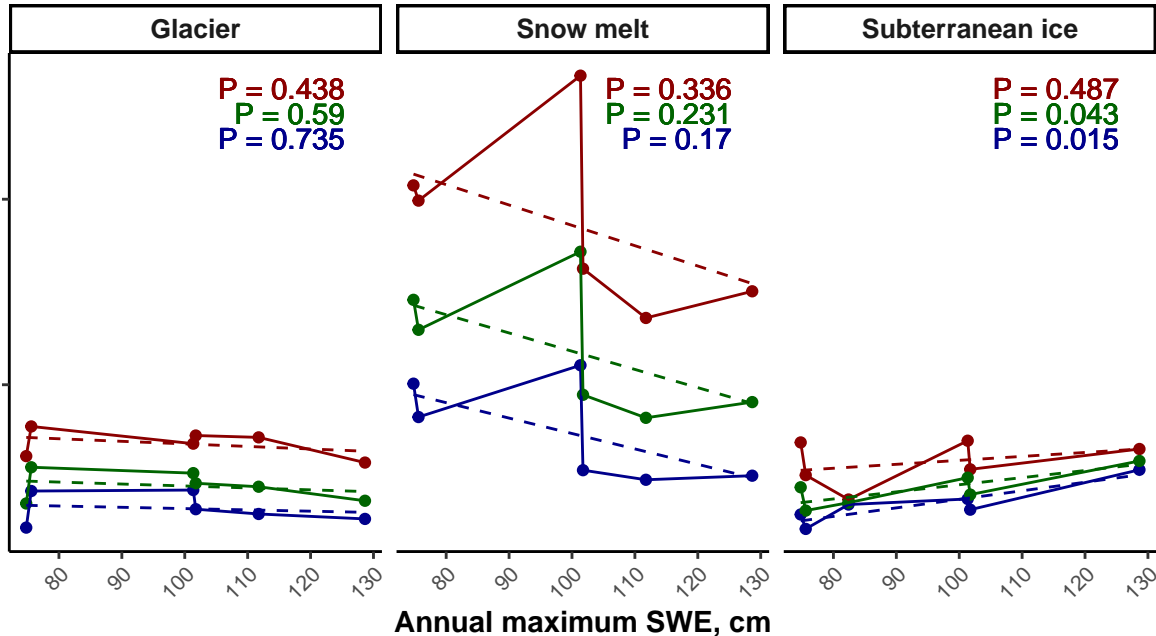 Glacier
Snow melt
Subterranean ice
P = 0.438
P = 0.59
P = 0.735
P = 0.336
P = 0.231
P = 0.17
P = 0.487
P = 0.043
P = 0.015
80 90 100 110 120 130
80 90 100 110 120 130
80 90 100 110 120 130
Annual maximum SWE, cm